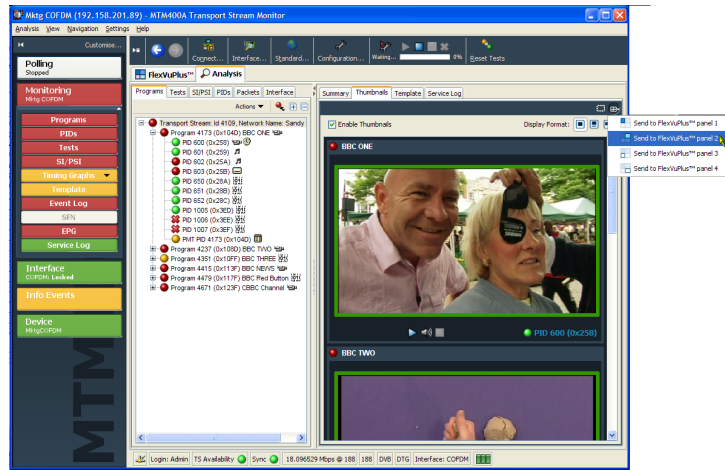 Mktg COFDM (192.158.201.89) - MTM400A Transport Stream Monitor
Analysis View Navigation Settings Help
Customise...
Polling
Stopped
Monitoring
Mktg COFDM
Programs
PIDs
Tests
SI/PSI
Timing Graphs
Template
Event Log
SFN
EPG
Service Log
Interface
COFDM: Locked
Info Events
Device
MktgCOFDM
MTM
Connect...
Interface...
Standard...
Configuration...
Waiting...
0%
Reset Tests
FlexVuPlus™
Analysis
Programs Tests SI/PSI PIDs Packets Interface
Actions
Transport Stream: Id 4109, Network Name: Sandy
Program 4173 (0x104D) BBC ONE
PID 600 (0x258)
PID 601 (0x259)
PID 602 (0x25A)
PID 603 (0x25B)
PID 650 (0x28A)
PID 651 (0x28B)
PID 652 (0x28C)
PID 1005 (0x3ED)
PID 1006 (0x3EE)
PID 1007 (0x3EF)
PMT PID 4173 (0x104D)
Program 4237 (0x108D) BBC TWO
Program 4351 (0x10FF) BBC THREE
Program 4415 (0x113F) BBC NEWS
Program 4479 (0x117F) BBC Red Button
Program 4671 (0x123F) CBBC Channel
Summary Thumbnails Template Service Log
Enable Thumbnails
Display Format:
BBC ONE
PID 600 (0x258)
BBC TWO
Send to FlexVuPlus™ panel 1
Send to FlexVuPlus™ panel 2
Send to FlexVuPlus™ panel 3
Send to FlexVuPlus™ panel 4
Login: Admin TS Availability Sync 18.096529 Mbps @ 188 188 DVB DTG Interface: COFDM